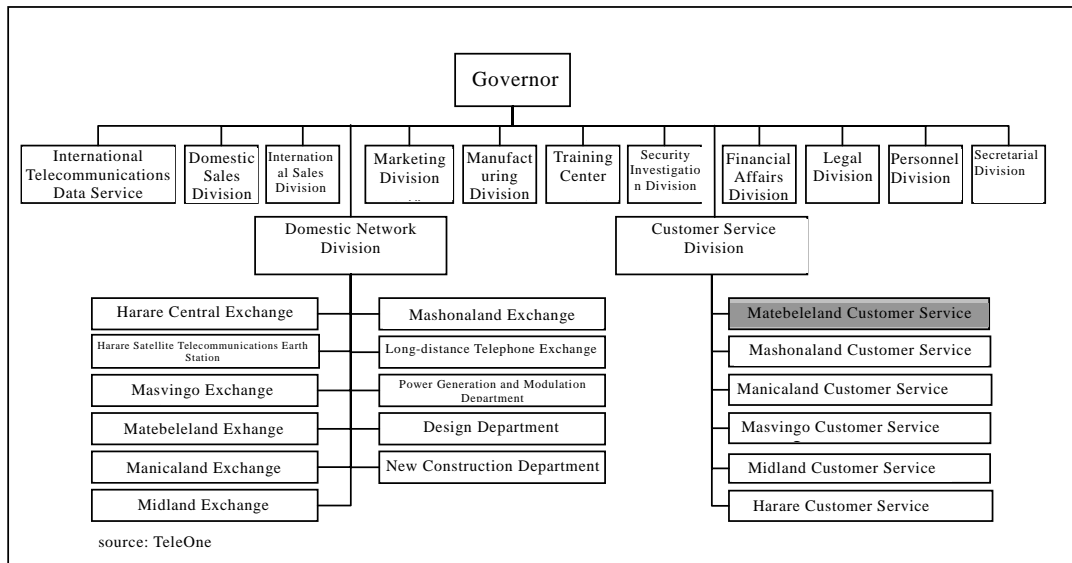 Governor
International
Telecommunications
Data Service
Domestic
Sales
Division
Internation
al Sales
Division
Marketing
Division
Manufact
uring
Division
Training
Center
Security
Investigatio
n Division
Financial
Affairs
Division
Legal
Division
Personnel
Division
Secretarial
Division
Domestic Network
Division
Customer Service
Division
Harare Central Exchange
Harare Satellite Telecommunications Earth
Station
Masvingo Exchange
Matebeleland Exhange
Manicaland Exchange
Midland Exchange
Mashonaland Exchange
Long-distance Telephone Exchange
Power Generation and Modulation
Department
Design Department
New Construction Department
Matebeleland Customer Service
Mashonaland Customer Service
Manicaland Customer Service
Masvingo Customer Service
Midland Customer Service
Harare Customer Service
source: TeleOne